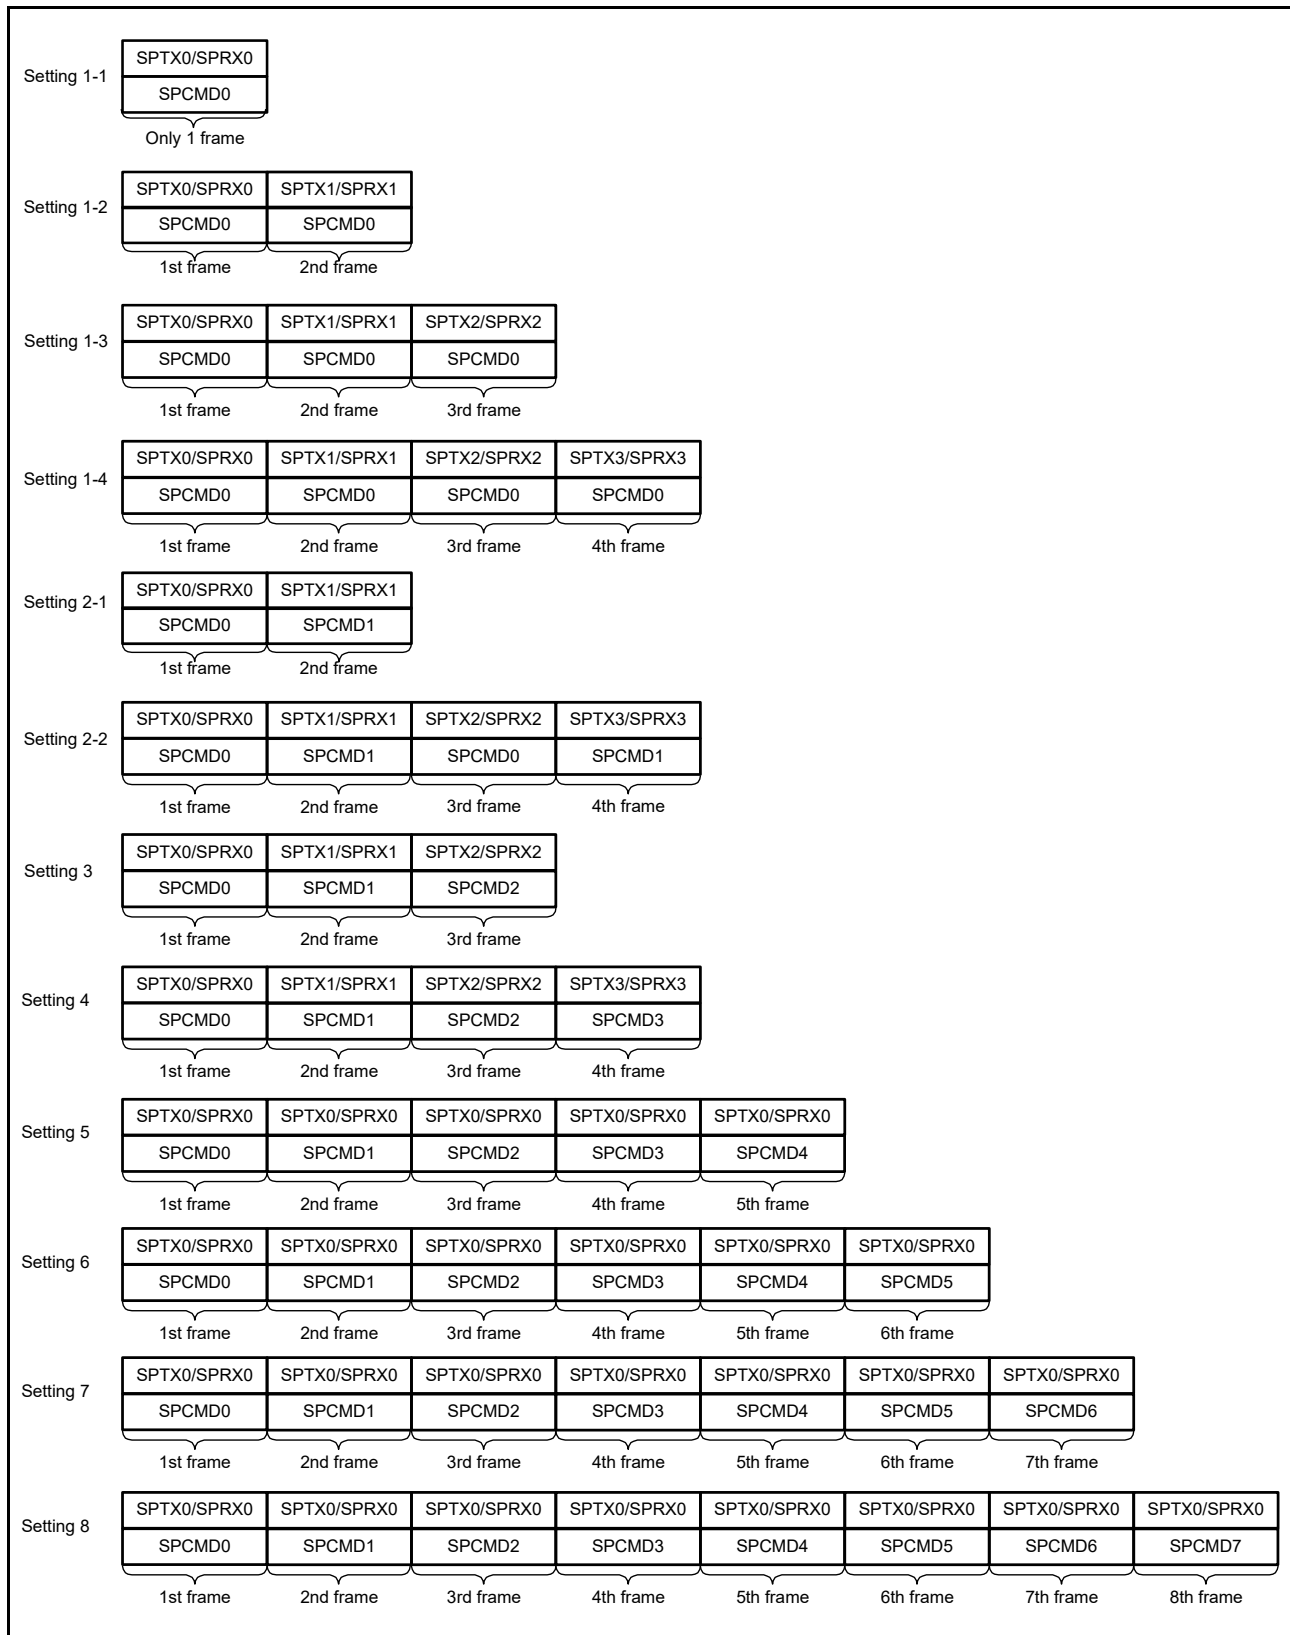 Setting 1-1
SPTX0/SPRX0
SPCMD0
Only 1 frame
Setting 1-2
SPTX0/SPRX0 SPTX1/SPRX1
SPCMD0 SPCMD0
1st frame 2nd frame
Setting 1-3
SPTX0/SPRX0 SPTX1/SPRX1 SPTX2/SPRX2
SPCMD0 SPCMD0 SPCMD0
1st frame 2nd frame 3rd frame
Setting 1-4
SPTX0/SPRX0 SPTX1/SPRX1 SPTX2/SPRX2 SPTX3/SPRX3
SPCMD0 SPCMD0 SPCMD0 SPCMD0
1st frame 2nd frame 3rd frame 4th frame
Setting 2-1
SPTX0/SPRX0 SPTX1/SPRX1
SPCMD0 SPCMD1
1st frame 2nd frame
Setting 2-2
SPTX0/SPRX0 SPTX1/SPRX1 SPTX2/SPRX2 SPTX3/SPRX3
SPCMD0 SPCMD1 SPCMD0 SPCMD1
1st frame 2nd frame 3rd frame 4th frame
Setting 3
SPTX0/SPRX0 SPTX1/SPRX1 SPTX2/SPRX2
SPCMD0 SPCMD1 SPCMD2
1st frame 2nd frame 3rd frame
Setting 4
SPTX0/SPRX0 SPTX1/SPRX1 SPTX2/SPRX2 SPTX3/SPRX3
SPCMD0 SPCMD1 SPCMD2 SPCMD3
1st frame 2nd frame 3rd frame 4th frame
Setting 5
SPTX0/SPRX0 SPTX0/SPRX0 SPTX0/SPRX0 SPTX0/SPRX0 SPTX0/SPRX0
SPCMD0 SPCMD1 SPCMD2 SPCMD3 SPCMD4
1st frame 2nd frame 3rd frame 4th frame 5th frame
Setting 6
SPTX0/SPRX0 SPTX0/SPRX0 SPTX0/SPRX0 SPTX0/SPRX0 SPTX0/SPRX0 SPTX0/SPRX0
SPCMD0 SPCMD1 SPCMD2 SPCMD3 SPCMD4 SPCMD5
1st frame 2nd frame 3rd frame 4th frame 5th frame 6th frame
Setting 7
SPTX0/SPRX0 SPTX0/SPRX0 SPTX0/SPRX0 SPTX0/SPRX0 SPTX0/SPRX0 SPTX0/SPRX0 SPTX0/SPRX0
SPCMD0 SPCMD1 SPCMD2 SPCMD3 SPCMD4 SPCMD5 SPCMD6
1st frame 2nd frame 3rd frame 4th frame 5th frame 6th frame 7th frame
Setting 8
SPTX0/SPRX0 SPTX0/SPRX0 SPTX0/SPRX0 SPTX0/SPRX0 SPTX0/SPRX0 SPTX0/SPRX0 SPTX0/SPRX0 SPTX0/SPRX0
SPCMD0 SPCMD1 SPCMD2 SPCMD3 SPCMD4 SPCMD5 SPCMD6 SPCMD7
1st frame 2nd frame 3rd frame 4th frame 5th frame 6th frame 7th frame 8th frame